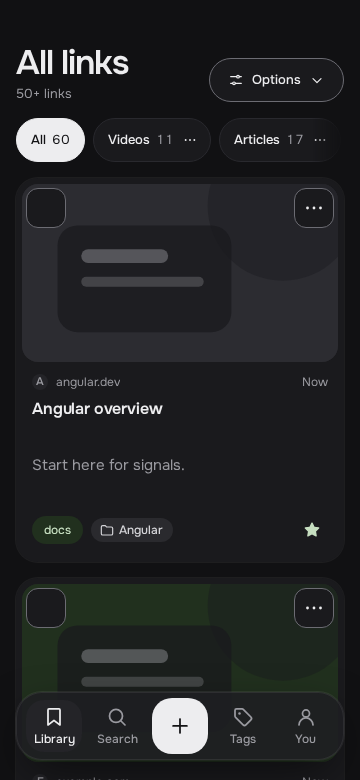 All links
50+ links
Options
All 60
Videos 11
Articles 17
A angular.dev
Now
Angular overview
Start here for signals.
docs
Angular
Library
Search
Tags
You